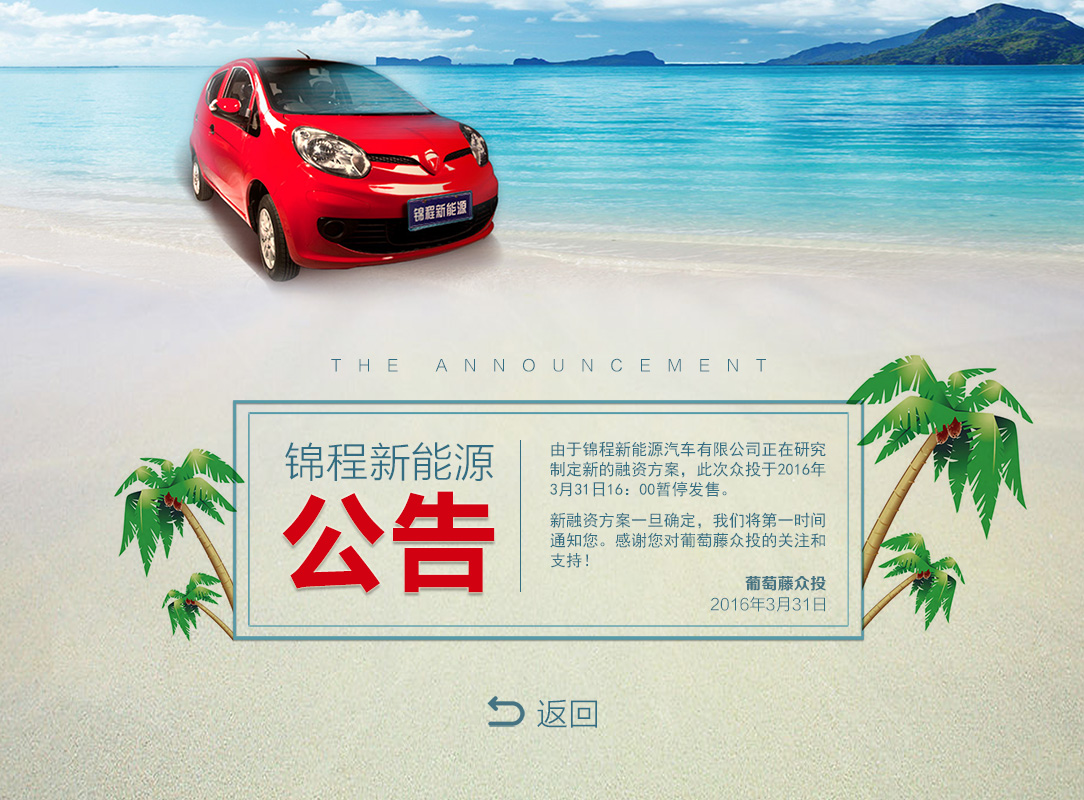 锦程新能源
THE ANNOUNCEMENT
锦程新能源
公告
由于锦程新能源汽车有限公司正在研究
制定新的融资方案，此次众投于2016年
3月31日16：00暂停发售。
新融资方案一旦确定，我们将第一时间
通知您。感谢您对葡萄藤众投的关注和
支持！
葡萄藤众投
2016年3月31日
返回